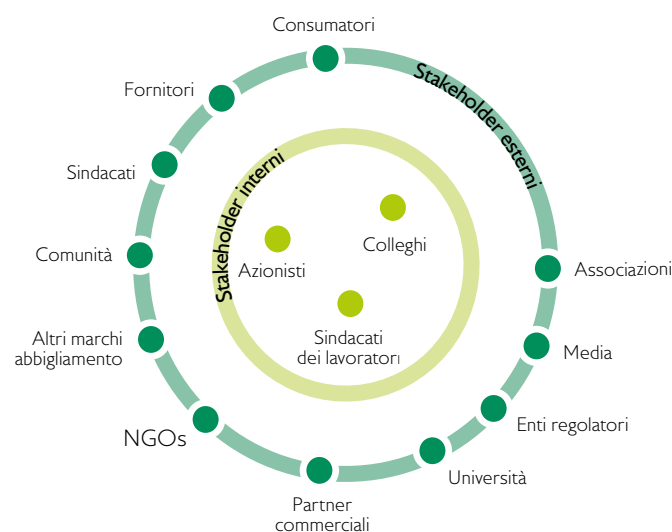 Consumatori
Stakeholder esterni
Fornitori
Stakeholder interni
Sindacati
Colleghi
Comunità
Azionisti
Associazioni
Altri marchi
abbigliamento
Sindacati
dei lavoratori
Media
Enti regolatori
NGOs
Università
Partner
commerciali